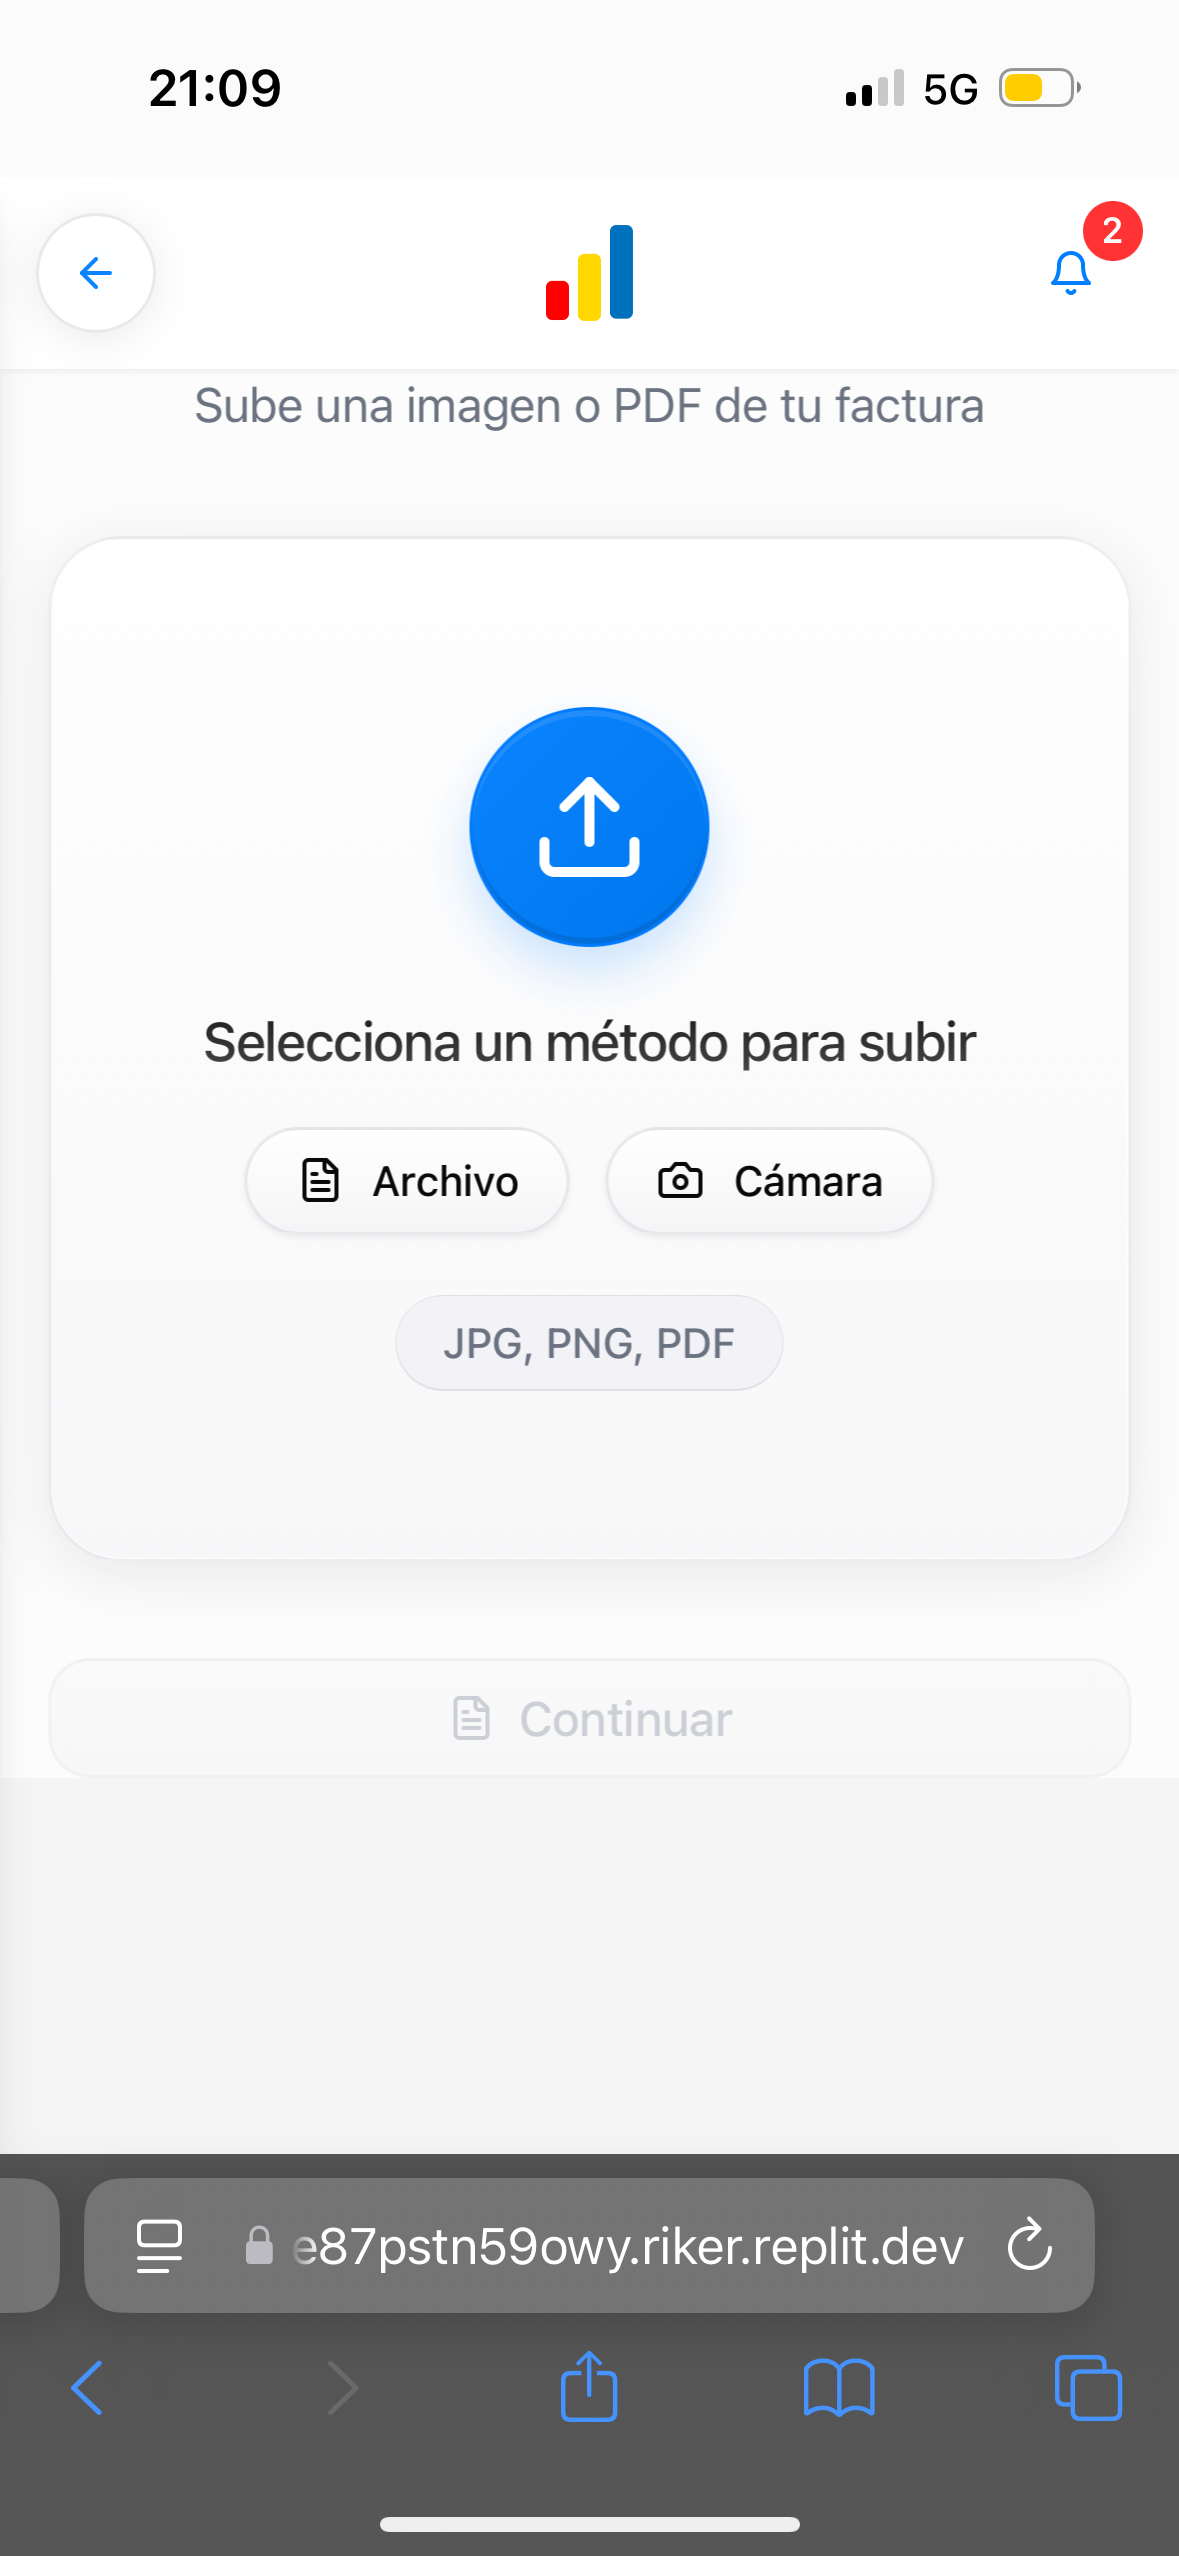 21:09
5G
2
Sube una imagen o PDF de tu factura
Selecciona un método para subir
Archivo
Cámara
JPG, PNG, PDF
Continuar
e87pstn59owy.riker.replit.dev